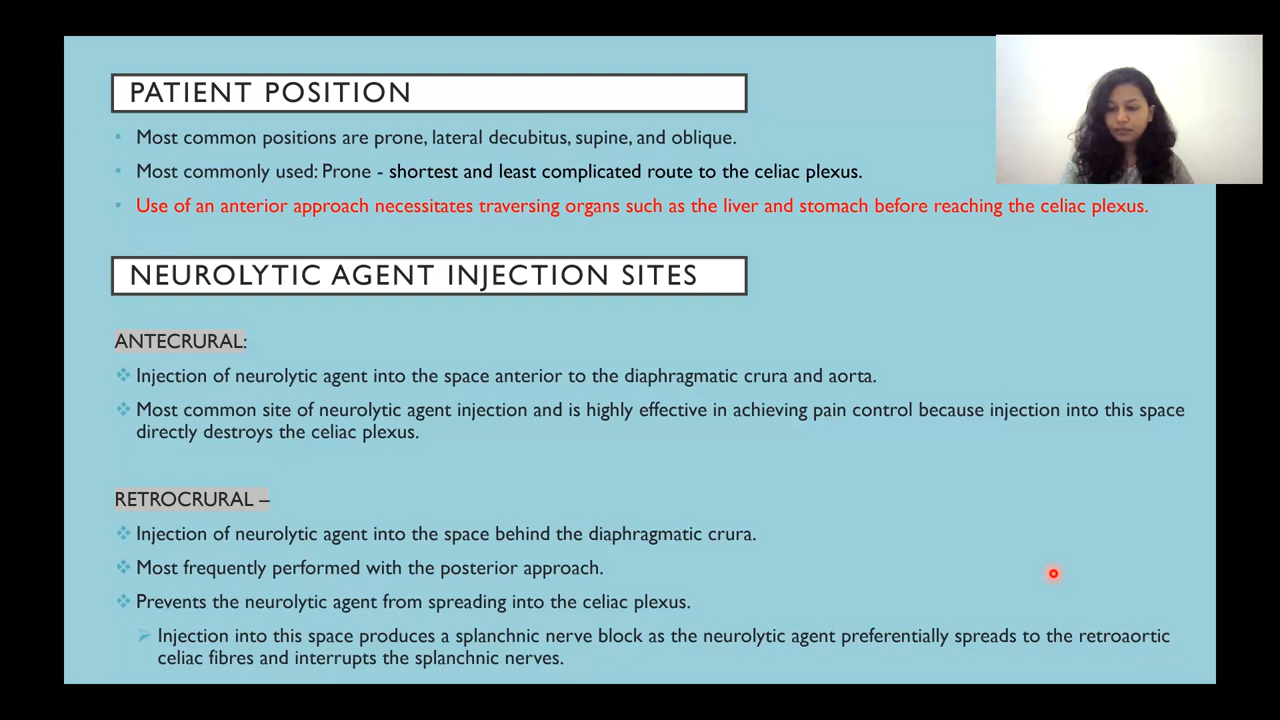 PATIENT POSITION
• Most common positions are prone, lateral decubitus, supine, and oblique.
• Most commonly used: Prone - shortest and least complicated route to the celiac plexus.
• Use of an anterior approach necessitates traversing organs such as the liver and stomach before reaching the celiac plexus.
NEUROLYTIC AGENT INJECTION SITES
ANTECRURAL:
❖ Injection of neurolytic agent into the space anterior to the diaphragmatic crura and aorta.
❖ Most common site of neurolytic agent injection and is highly effective in achieving pain control because injection into this space
directly destroys the celiac plexus.
RETROCRURAL –
❖ Injection of neurolytic agent into the space behind the diaphragmatic crura.
❖ Most frequently performed with the posterior approach.
❖ Prevents the neurolytic agent from spreading into the celiac plexus.
➢ Injection into this space produces a splanchnic nerve block as the neurolytic agent preferentially spreads to the retroaortic
celiac fibres and interrupts the splanchnic nerves.